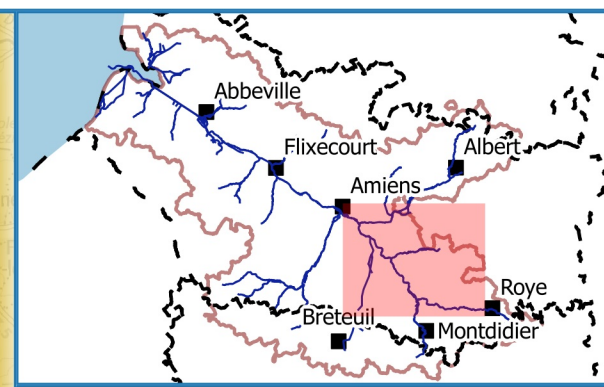 Abbeville
Flixecourt
Albert
Amiens
Roye
Breteuil
Montdidier